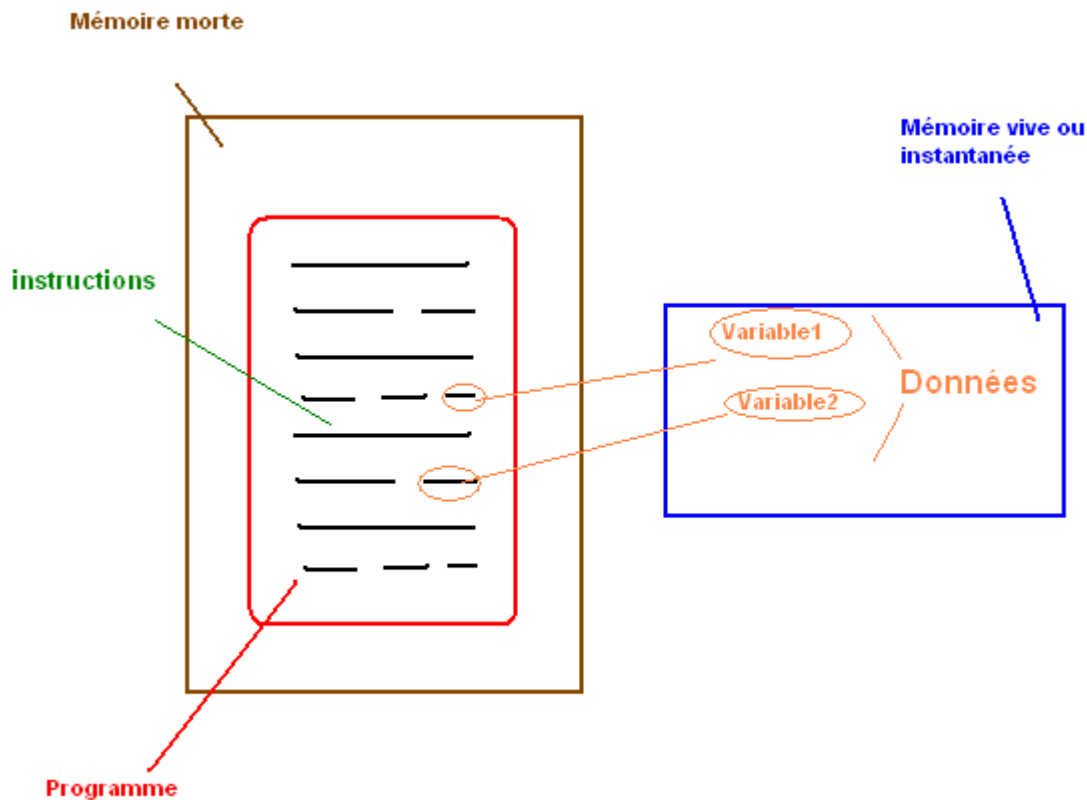 Mémoire morte
Mémoire vive ou
instantanée
instructions
Variable1
Données
Variable2
Programme